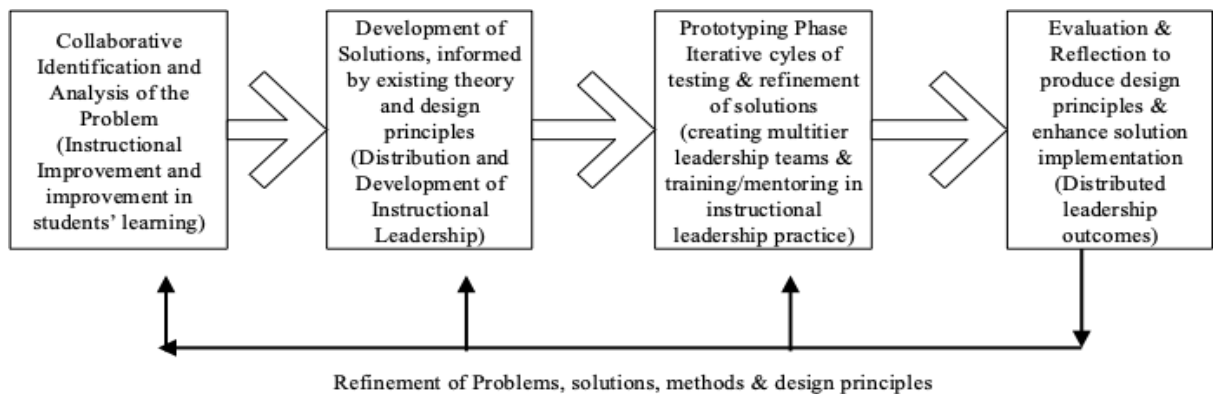 Collaborative
Identification and
Analysis of the
Problem
(Instructional
Improvement and
improvement in
students’ learning)
Development of
Solutions, informed
by existing theory
and design
principles
(Distribution and
Development of
Instructional
Leadership)
Prototyping Phase
Iterative cyles of
testing & refinement
of solutions
(creating multitier
leadership teams &
training/mentoring in
instructional
leadership practice)
Evaluation &
Reflection to
produce design
principles &
enhance solution
implementation
(Distributed
leadership
outcomes)
Refinement of Problems, solutions, methods & design principles